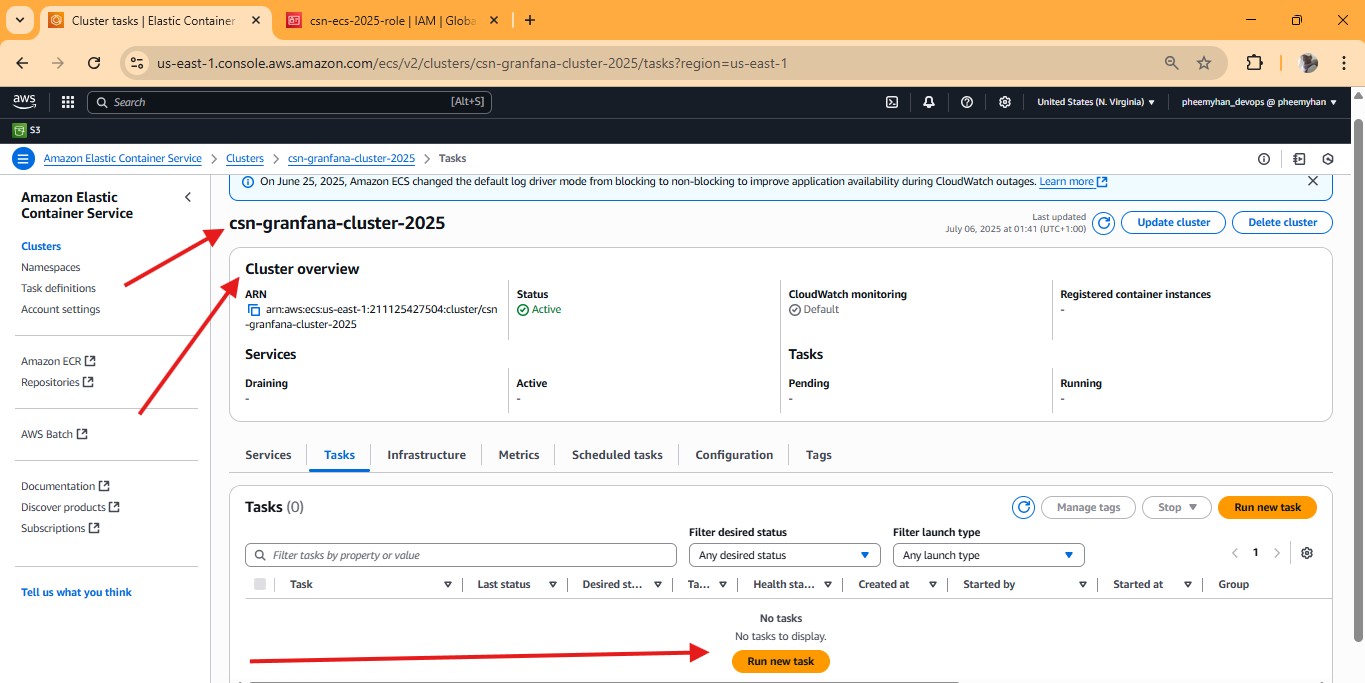 Cluster tasks | Elastic Container
csn-ecs-2025-role | IAM | Globa
us-east-1.console.aws.amazon.com/ecs/v2/clusters/csn-granfana-cluster-2025/tasks?region=us-east-1
aws
Search
[Alt+S]
United States (N. Virginia)
pheemyhan_devops @ pheemyhan
S3
Amazon Elastic Container Service
Clusters
csn-granfana-cluster-2025
Tasks
Amazon Elastic
Container Service
Clusters
Namespaces
Task definitions
Account settings
Amazon ECR
Repositories
AWS Batch
Documentation
Discover products
Subscriptions
Tell us what you think
On June 25, 2025, Amazon ECS changed the default log driver mode from blocking to non-blocking to improve application availability during CloudWatch outages. Learn more
csn-granfana-cluster-2025
Last updated
July 06, 2025 at 01:41 (UTC+1:00)
Update cluster
Delete cluster
Cluster overview
ARN
arn:aws:ecs:us-east-1:211125427504:cluster/csn
-granfana-cluster-2025
Status
Active
CloudWatch monitoring
Default
Registered container instances
-
Services
Tasks
Draining
-
Active
-
Pending
-
Running
-
Services
Tasks
Infrastructure
Metrics
Scheduled tasks
Configuration
Tags
Tasks (0)
Manage tags
Stop
Run new task
Filter desired status
Filter launch type
Filter tasks by property or value
Any desired status
Any launch type
1
Task
Last status
Desired st...
Ta...
Health sta...
Created at
Started by
Started at
Group
No tasks
No tasks to display.
Run new task